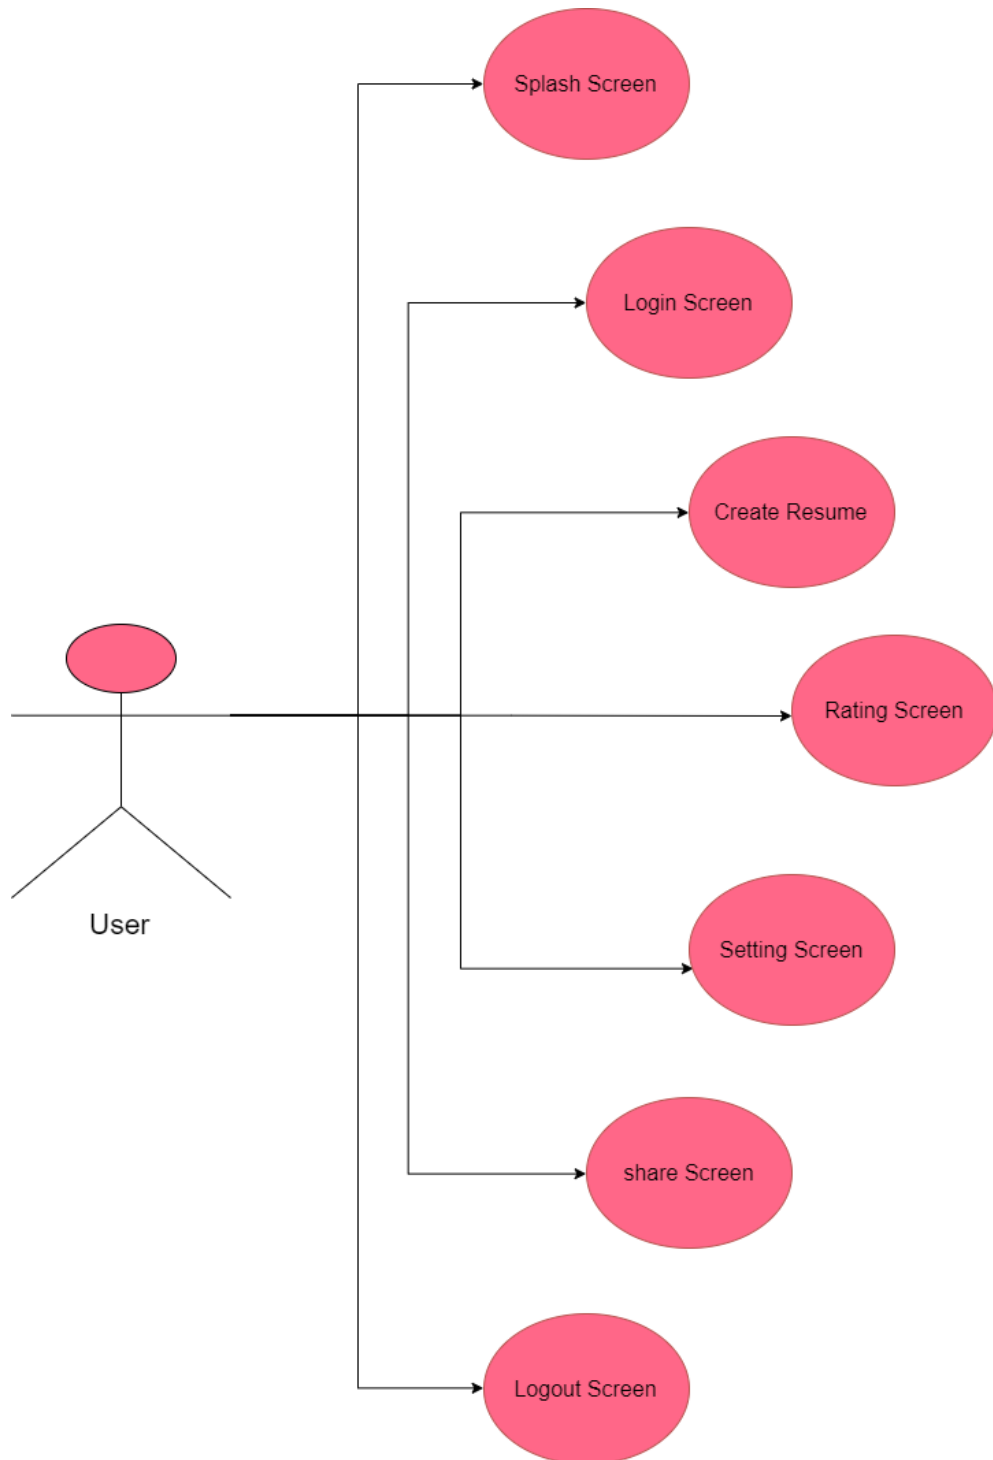 Splash Screen
Login Screen
Create Resume
Rating Screen
User
Setting Screen
share Screen
Logout Screen